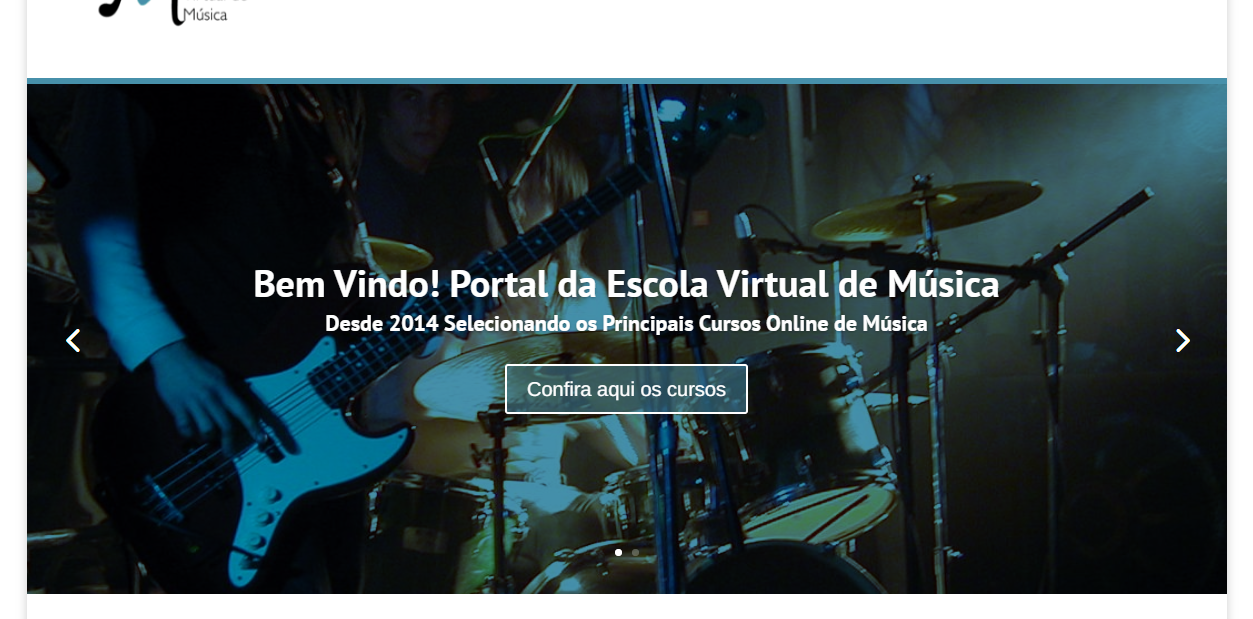 Música
Bem Vindo! Portal da Escola Virtual de Música
Desde 2014 Selecionando os Principais Cursos Online de Música
Confira aqui os cursos